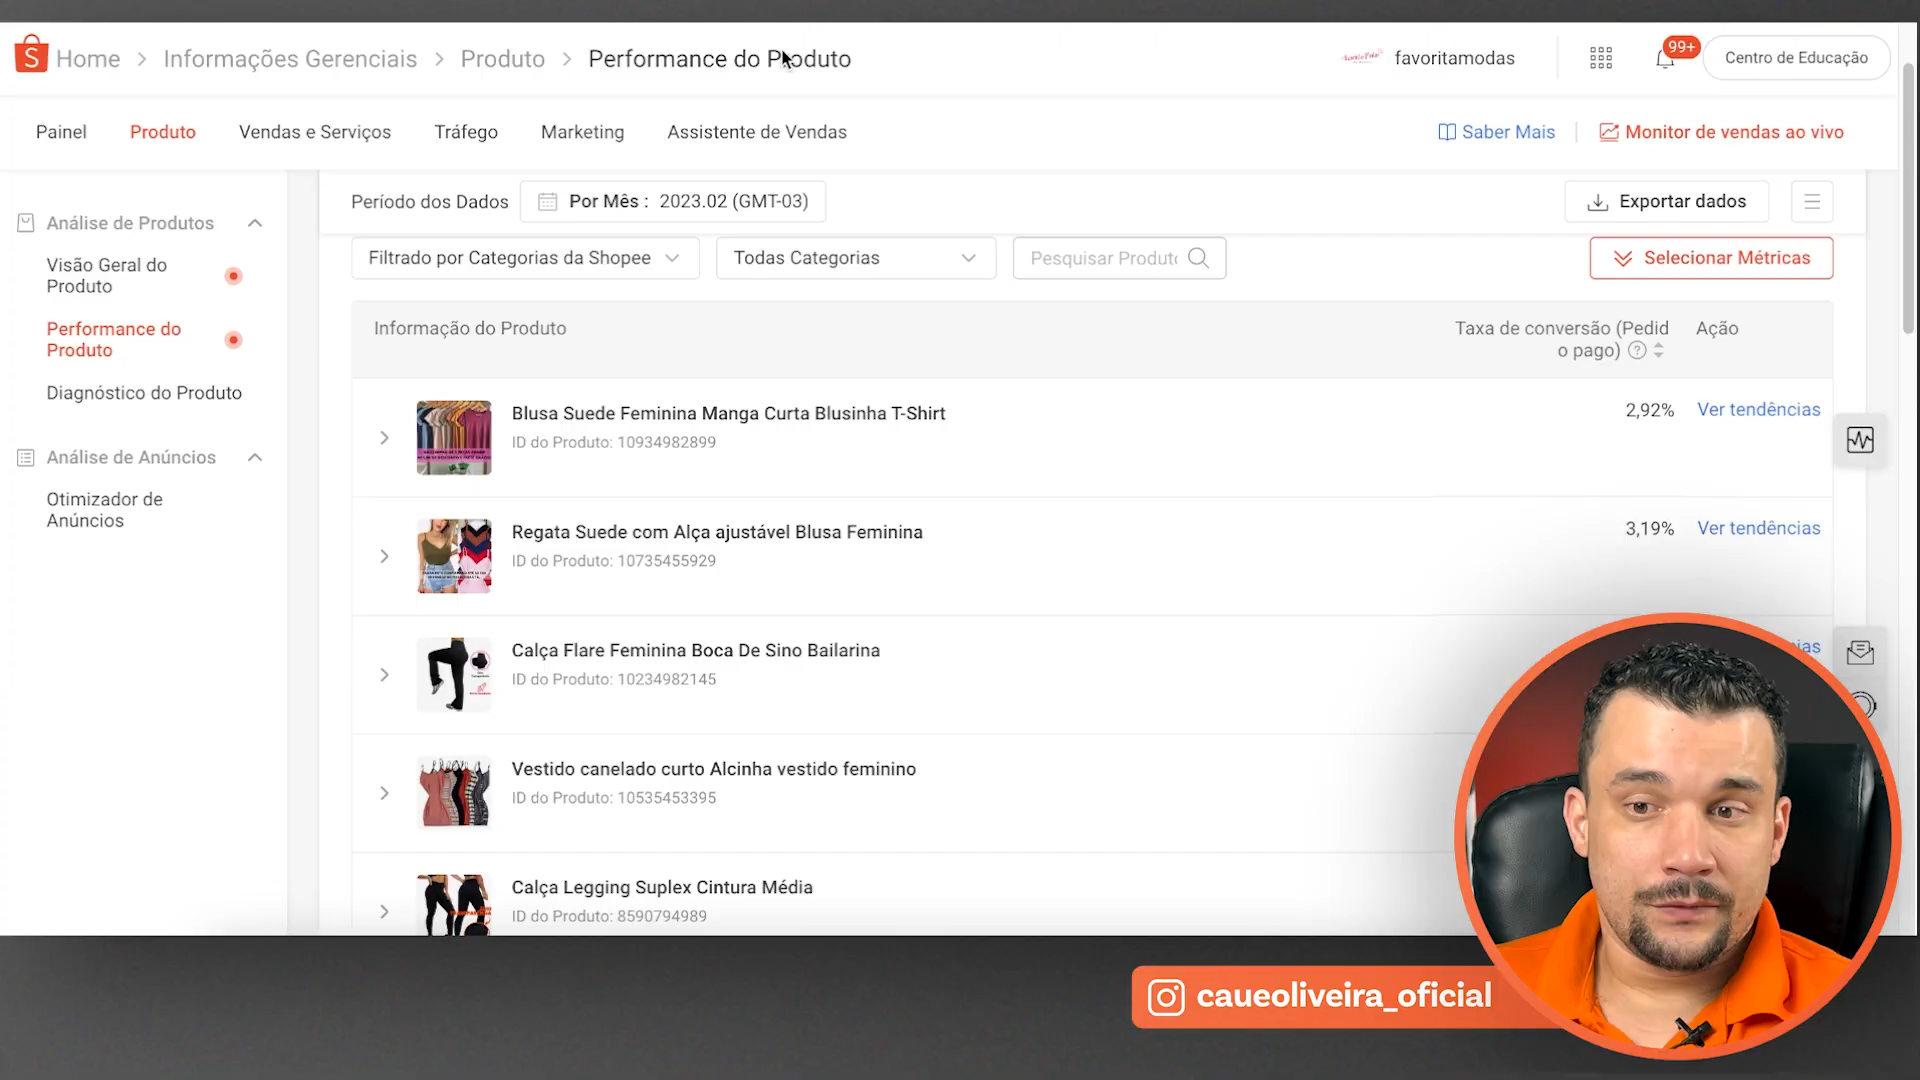 Home > Informações Gerenciais > Produto > Performance do Produto
favoritamodas
99+
Centro de Educação
Painel
Produto
Vendas e Serviços
Tráfego
Marketing
Assistente de Vendas
Saber Mais
Monitor de vendas ao vivo
Análise de Produtos
Visão Geral do
Produto
Performance do
Produto
Diagnóstico do Produto
Análise de Anúncios
Otimizador de
Anúncios
Período dos Dados
Por Mês : 2023.02 (GMT-03)
Exportar dados
Filtrado por Categorias da Shopee
Todas Categorias
Pesquisar Produt
Selecionar Métricas
Informação do Produto
Taxa de conversão (Pedid
o pago)
Ação
Blusa Suede Feminina Manga Curta Blusinha T-Shirt
ID do Produto: 10934982899
2,92%
Ver tendências
Regata Suede com Alça ajustável Blusa Feminina
ID do Produto: 10735455929
3,19%
Ver tendências
Calça Flare Feminina Boca De Sino Bailarina
ID do Produto: 10234982145
ias
Vestido canelado curto Alcinha vestido feminino
ID do Produto: 10535453395
Calça Legging Suplex Cintura Média
ID do Produto: 8590794989
caueoliveira_oficial